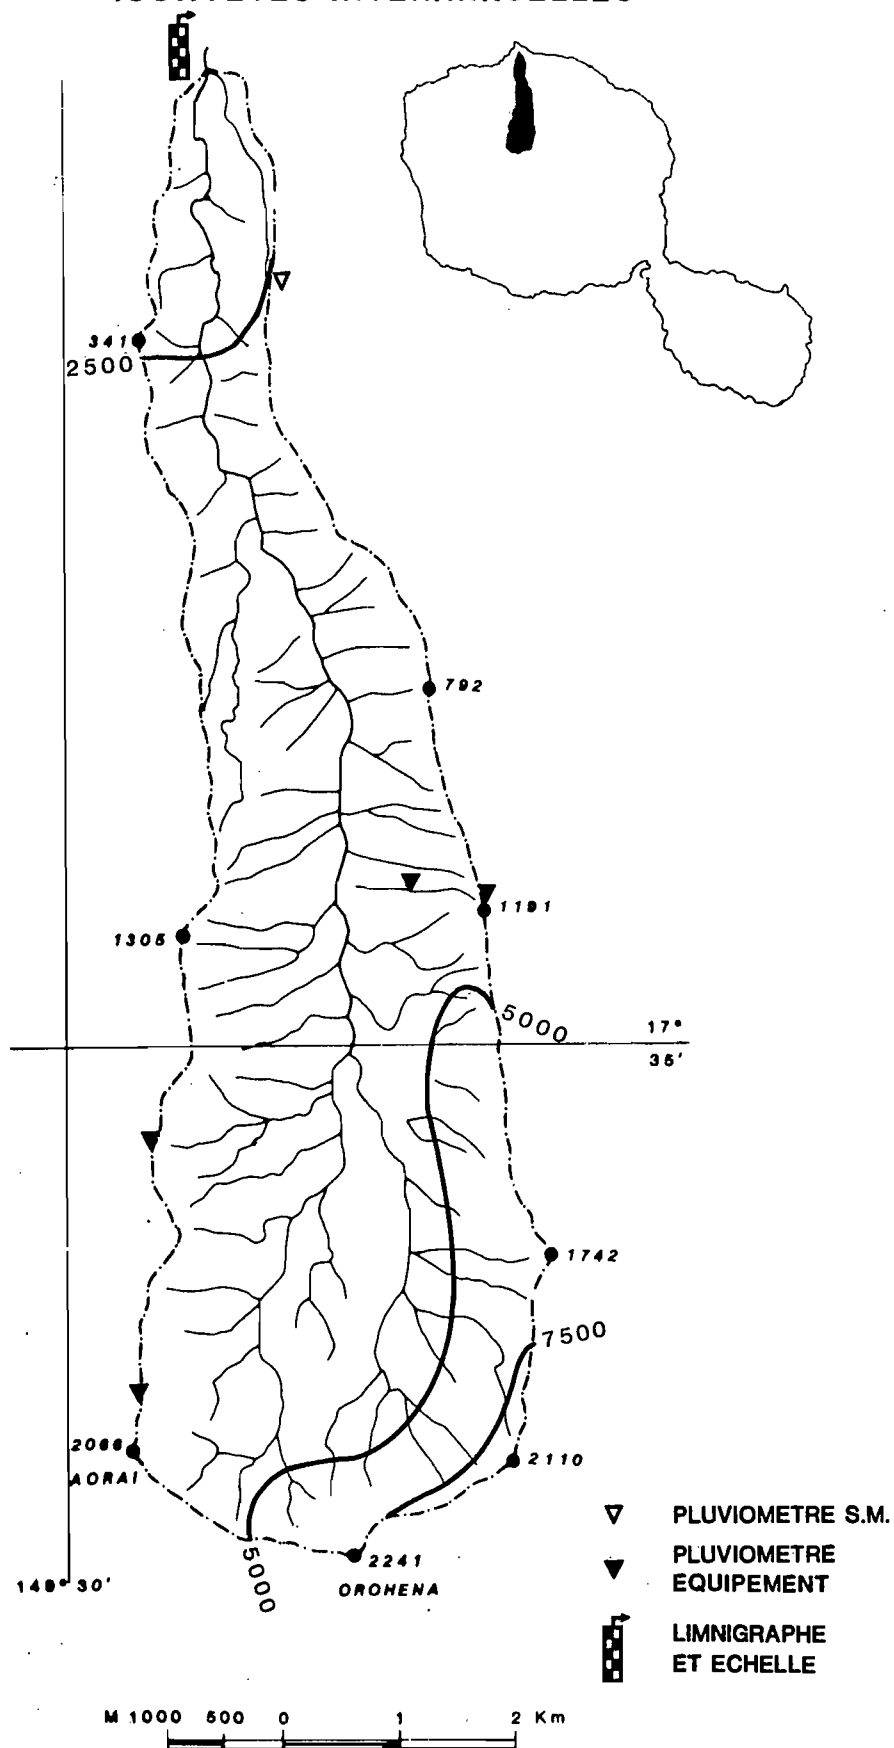 341
2500
792
1191
1305
5000
17°
35'
1742
7500
2066
AORAI
2110
2241
OROHENA
5000
149° 30'
PLUVIOMETRE S.M.
PLUVIOMETRE
EQUIPEMENT
LIMNIGRAPHE
ET ECHELLE
M 1000 500 0 1 2 Km